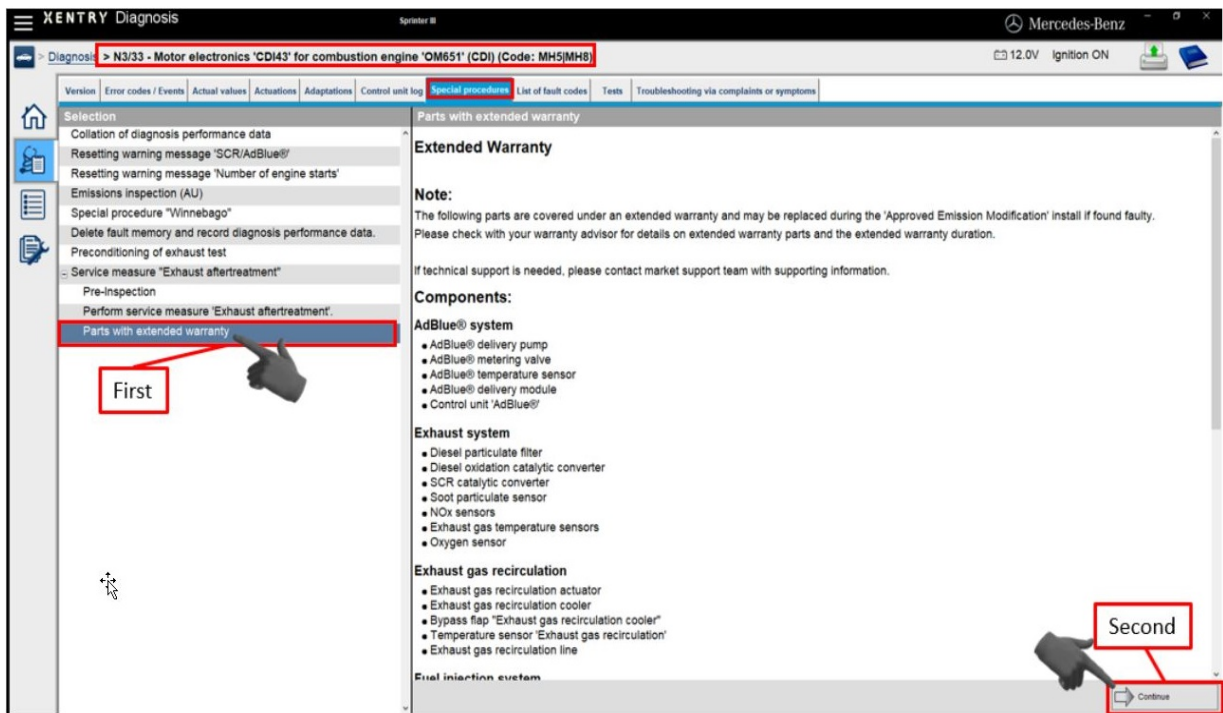 XENTRY Diagnosis
Sprinter III
Mercedes-Benz
> Diagnosis > N3/33 - Motor electronics 'CDI43' for combustion engine 'OM651' (CDI) (Code: MH5|MH8)
12.0V Ignition ON
Version Error codes / Events Actual values Actuations Adaptations Control unit log Special procedures List of fault codes Tests Troubleshooting via complaints or symptoms
Selection
Collation of diagnosis performance data
Resetting warning message 'SCR/AdBlue®'
Resetting warning message 'Number of engine starts'
Emissions inspection (AU)
Special procedure "Winnebago"
Delete fault memory and record diagnosis performance data.
Preconditioning of exhaust test
Service measure "Exhaust aftertreatment"
Pre-Inspection
Perform service measure 'Exhaust aftertreatment'.
Parts with extended warranty
First
Parts with extended warranty
Extended Warranty
Note:
The following parts are covered under an extended warranty and may be replaced during the 'Approved Emission Modification' install if found faulty.
Please check with your warranty advisor for details on extended warranty parts and the extended warranty duration.
If technical support is needed, please contact market support team with supporting information.
Components:
AdBlue® system
• AdBlue® delivery pump
• AdBlue® metering valve
• AdBlue® temperature sensor
• AdBlue® delivery module
• Control unit 'AdBlue®'
Exhaust system
• Diesel particulate filter
• Diesel oxidation catalytic converter
• SCR catalytic converter
• Soot particulate sensor
• NOx sensors
• Exhaust gas temperature sensors
• Oxygen sensor
Exhaust gas recirculation
• Exhaust gas recirculation actuator
• Exhaust gas recirculation cooler
• Bypass flap "Exhaust gas recirculation cooler"
• Temperature sensor 'Exhaust gas recirculation'
• Exhaust gas recirculation line
Fuel injection system
Second
Continue